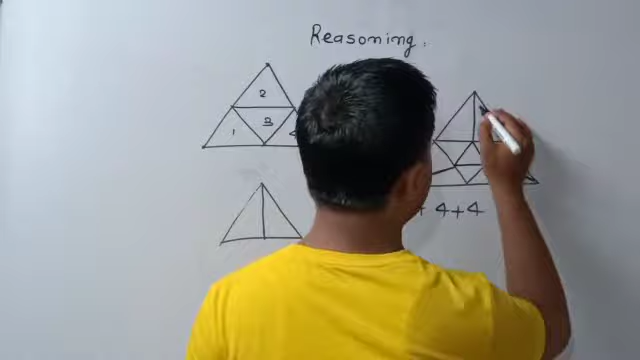 Reasoning.
2
1 3
+ 4 + 4